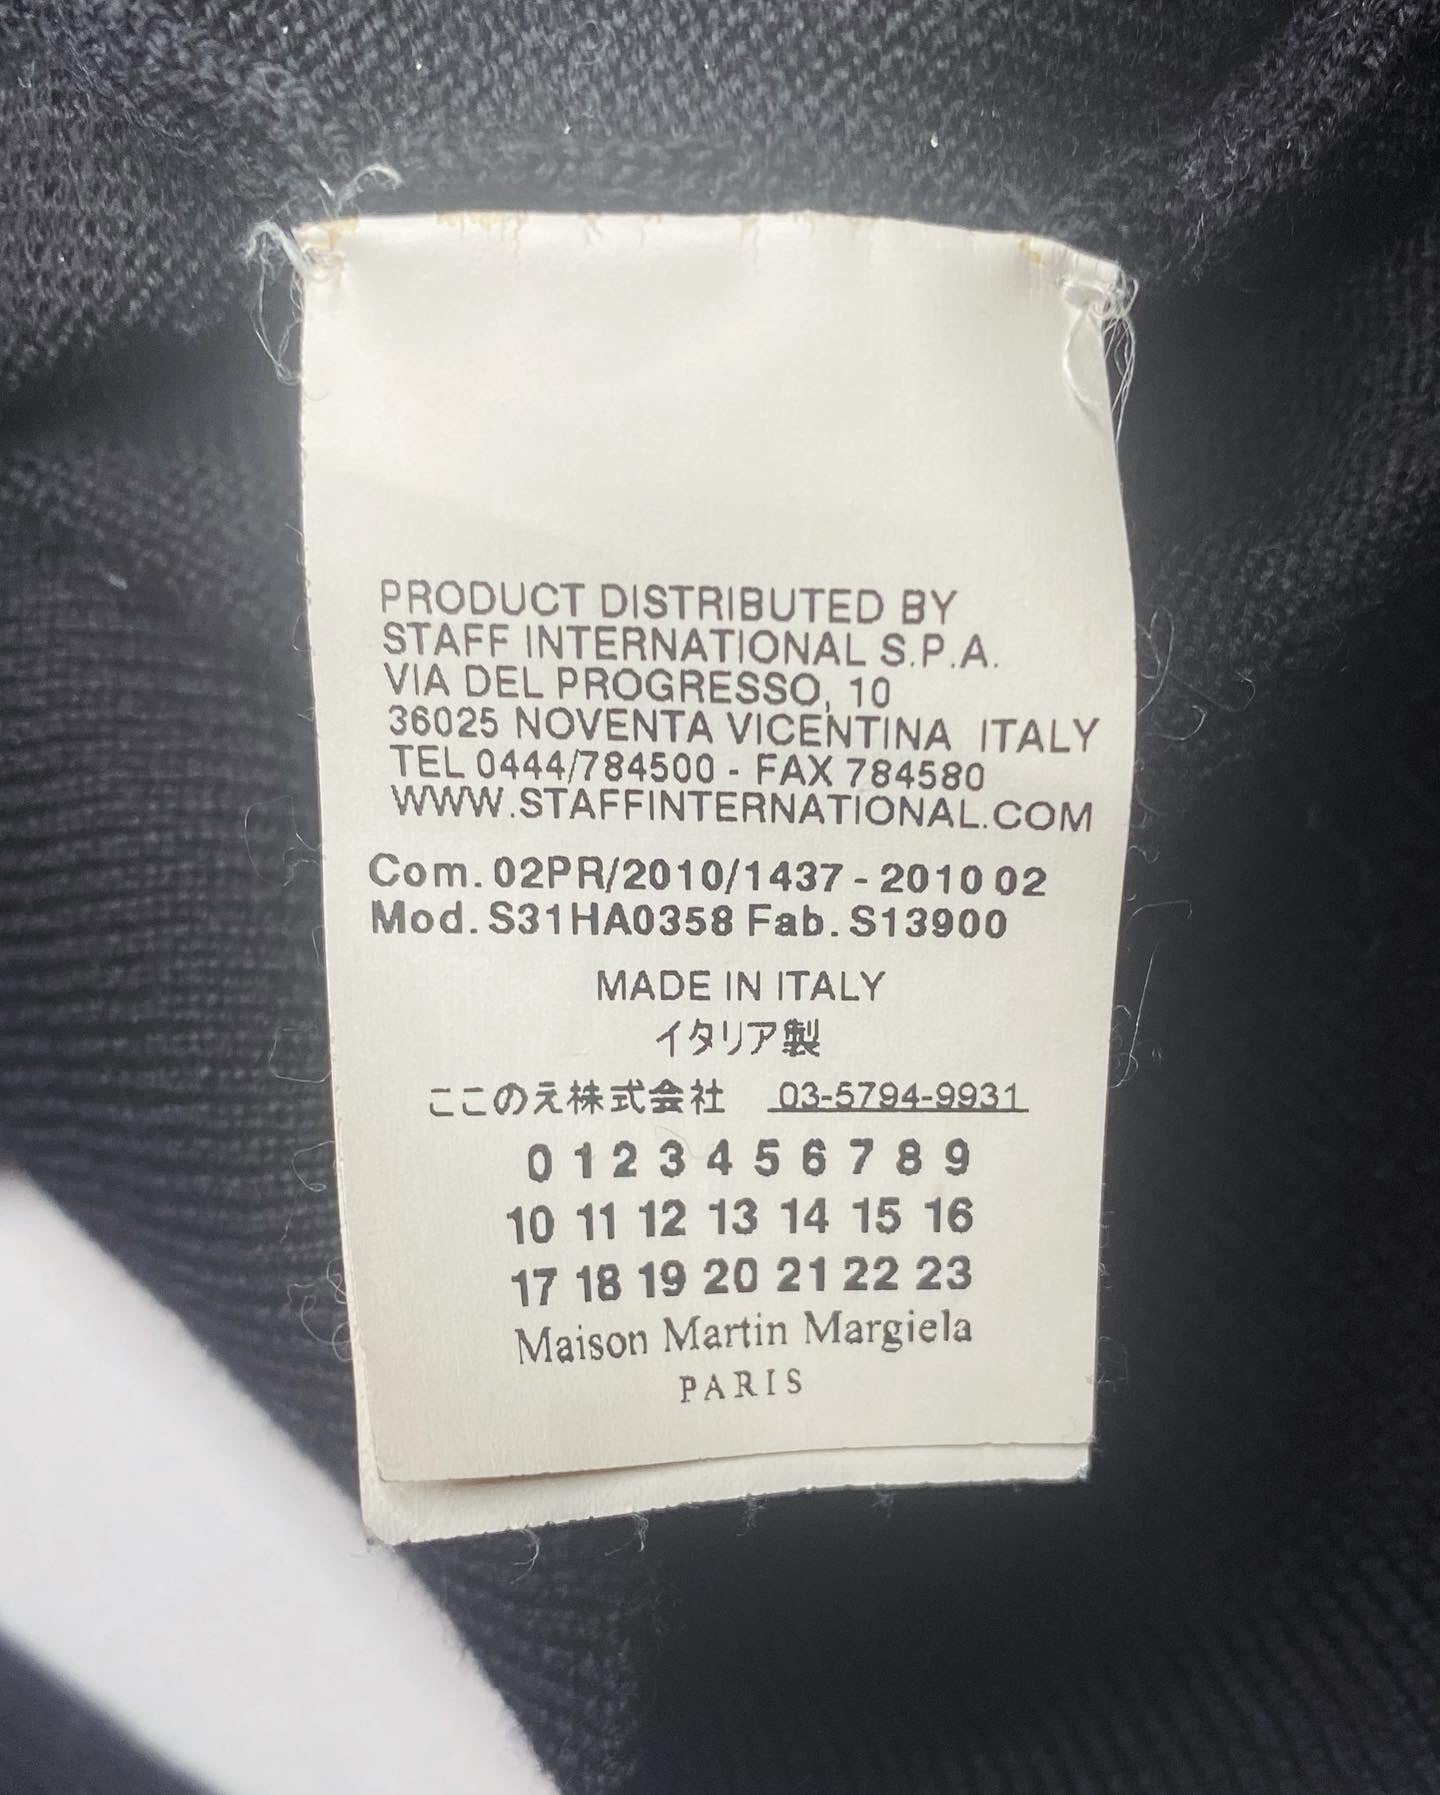 PRODUCT DISTRIBUTED BY
STAFF INTERNATIONAL S.P.A.
VIA DEL PROGRESSO, 10
36025 NOVENTA VICENTINA ITALY
TEL 0444/784500 - FAX 784580
WWW.STAFFINTERNATIONAL.COM
Com. 02PR/2010/1437 - 2010 02
Mod. S31HA0358 Fab. S13900
MADE IN ITALY
イタリア製
ここのえ株式会社 03-5794-9931
0 1 2 3 4 5 6 7 8 9
10 11 12 13 14 15 16
17 18 19 20 21 22 23
Maison Martin Margiela
PARIS